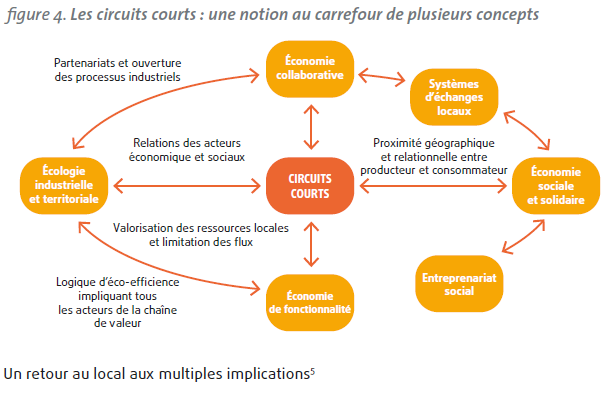 figure 4. Les circuits courts : une notion au carrefour de plusieurs concepts
Partenariats et ouverture
des processus industriels
Économie
collaborative
Systèmes
d'échanges
locaux
Relations des acteurs
économique et sociaux
Proximité géographique
et relationnelle entre
producteur et consommateur
Écologie
industrielle
et territoriale
CIRCUITS
COURTS
Économie
sociale
et solidaire
Valorisation des ressources locales
et limitation des flux
Logique d'éco-efficience
impliquant tous
les acteurs de la chaîne
de valeur
Économie
de fonctionnalité
Entreprenariat
social
Un retour au local aux multiples implications⁵